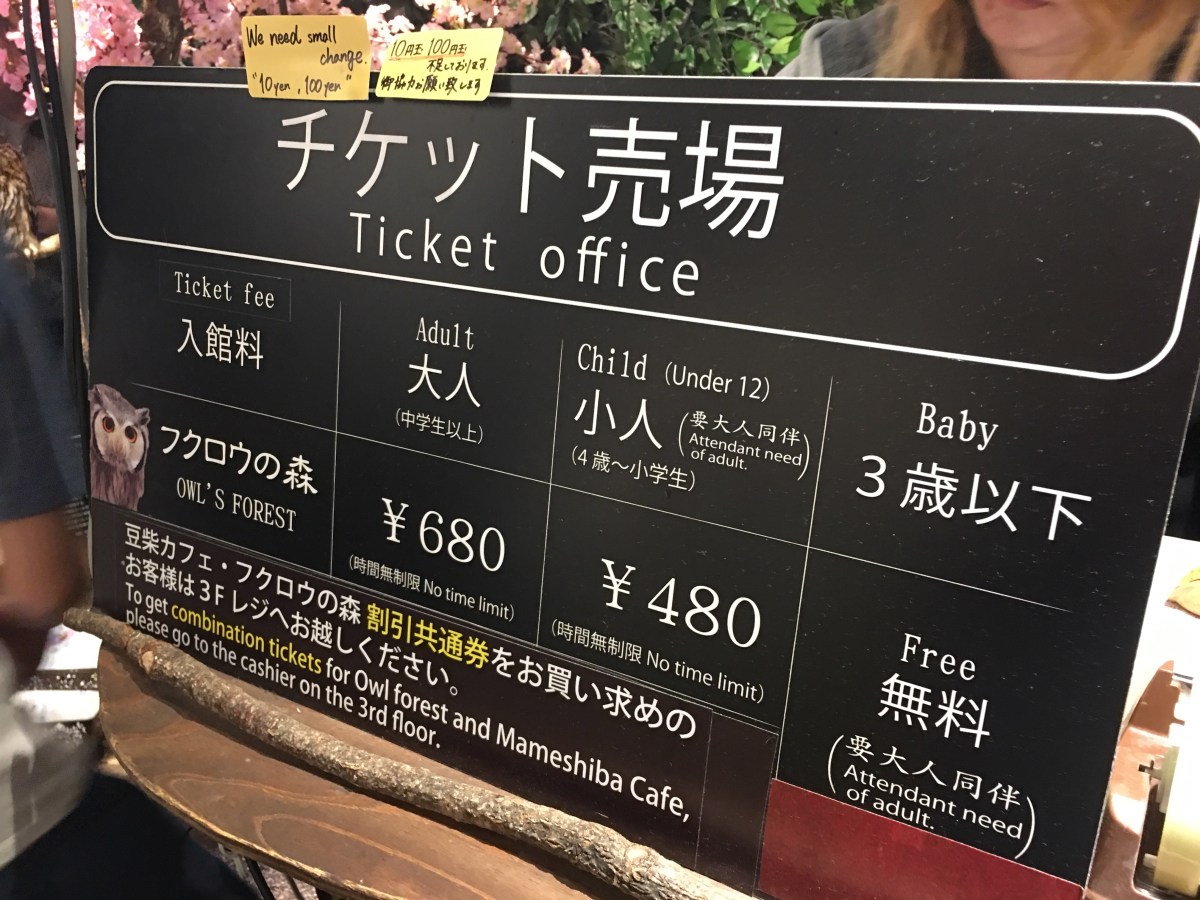 We need small
change.
"10yen, 100yen"
10円玉 100円玉
不足しております。
御協力お願い致します
チケット売場
Ticket office
Ticket fee
入館料
Adult
大人
(中学生以上)
Child (Under 12)
小人 (要大人同伴 Attendant need of adult.)
(4歳～小学生)
Baby
3歳以下
フクロウの森
OWL'S FOREST
¥680
(時間無制限 No time limit)
¥480
(時間無制限 No time limit)
Free
無料
(要大人同伴
Attendant need
of adult.)
豆柴カフェ・フクロウの森 割引共通券をお買い求めの
お客様は3Fレジへお越しください。
To get combination tickets for Owl forest and Mameshiba Cafe,
please go to the cashier on the 3rd floor.